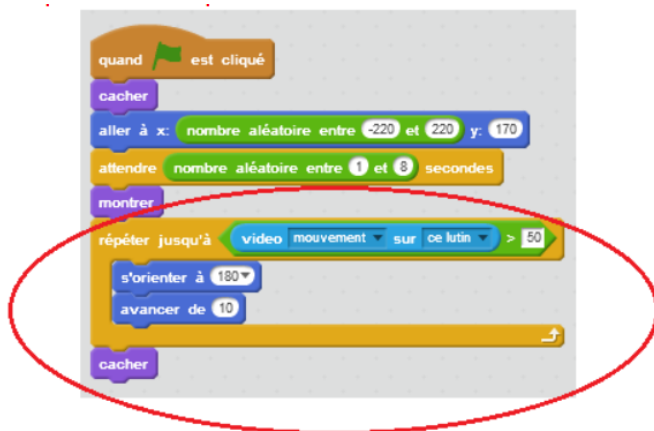 quand est cliqué
cacher
aller à x: nombre aléatoire entre -220 et 220 y: 170
attendre nombre aléatoire entre 1 et 8 secondes
montrer
répéter jusqu'à video mouvement sur ce lutin > 50
s'orienter à 180
avancer de 10
cacher